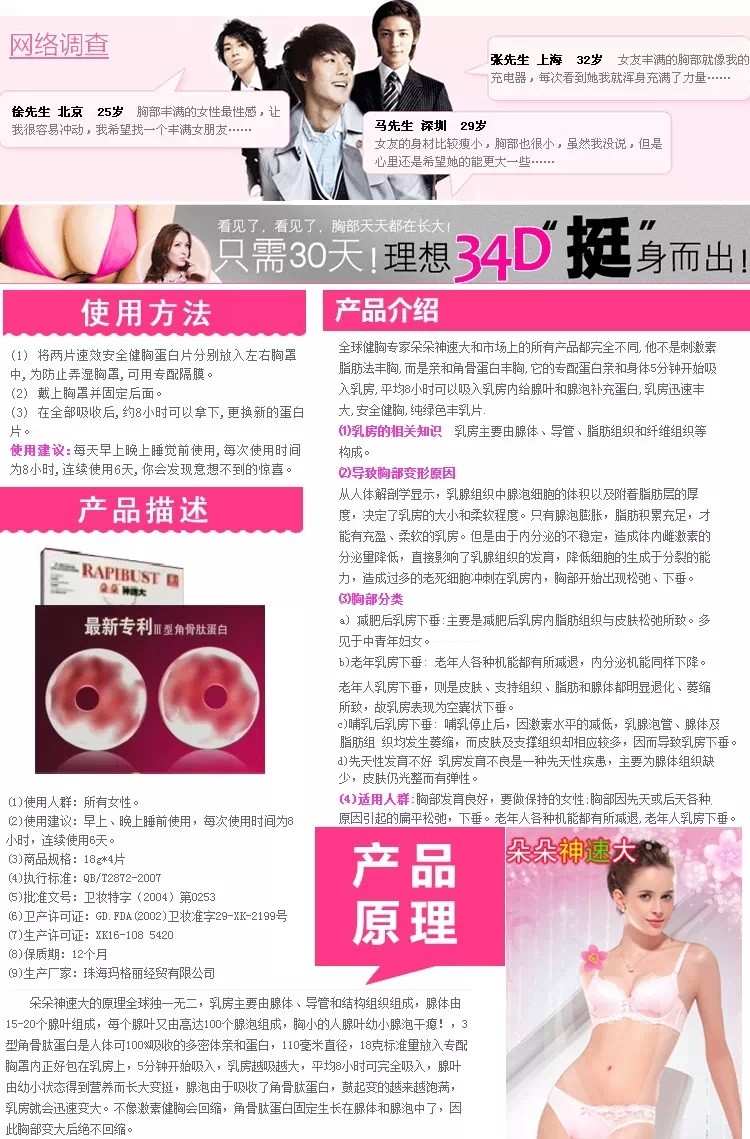 网络调查
张先生 上海 32岁 女友丰满的胸部就像我的
充电器，每次看到她我就浑身充满了力量……
徐先生 北京 25岁 胸部丰满的女性最性感，让
我很容易冲动，我希望找一个丰满女朋友……
马先生 深圳 29岁
女友的身材比较瘦小，胸部也很小，虽然我没说，但是
心里还是希望她的能更大一些……
看见了，看见了，胸部天天都在长大！
只需30天！理想34D“挺”身而出！
使用方法
(1) 将两片速效安全健胸蛋白片分别放入左右胸罩
中,为防止弄湿胸罩,可用专配隔膜。
(2) 戴上胸罩并固定后面。
(3) 在全部吸收后,约8小时可以拿下,更换新的蛋白
片。
使用建议:每天早上晚上睡觉前使用,每次使用时间
为8小时,连续使用6天,你会发现意想不到的惊喜。
产品描述
RAPIBUST
朵朵 神速大
最新专利Ⅲ型角骨肽蛋白
(1)使用人群：所有女性。
(2)使用建议：早上、晚上睡前使用，每次使用时间为8
小时，连续使用6天。
(3)商品规格：18g*4片
(4)执行标准：QB/T2872-2007
(5)批准文号：卫妆特字（2004）第0253
(6)卫产许可证：GD.FDA(2002)卫妆准字29-XK-2199号
(7)生产许可证：XK16-108 5420
(8)保质期：12个月
(9)生产厂家：珠海玛格丽经贸有限公司
产品介绍
全球健胸专家朵朵神速大和市场上的所有产品都完全不同,他不是刺激素
脂肪法丰胸,而是亲和角骨蛋白丰胸,它的专配蛋白亲和身体5分钟开始吸
入乳房,平均8小时可以吸入乳房内给腺叶和腺泡补充蛋白,乳房迅速丰
大,安全健胸,纯绿色丰乳片.
(1)乳房的相关知识 乳房主要由腺体、导管、脂肪组织和纤维组织等
构成。
(2)导致胸部变形原因
从人体解剖学显示，乳腺组织中腺泡细胞的体积以及附着脂肪层的厚
度，决定了乳房的大小和柔软程度。只有腺泡膨胀，脂肪积累充足，才
能有充盈、柔软的乳房。但是由于内分泌的不稳定，造成体内雌激素的
分泌量降低，直接影响了乳腺组织的发育，降低细胞的生成于分裂的能
力，造成过多的老死细胞冲刺在乳房内，胸部开始出现松弛、下垂。
(3)胸部分类
a) 减肥后乳房下垂:主要是减肥后乳房内脂肪组织与皮肤松弛所致。多
见于中青年妇女。
b)老年乳房下垂: 老年人各种机能都有所减退，内分泌机能同样下降。
老年人乳房下垂，则是皮肤、支持组织、脂肪和腺体都明显退化、萎缩
所致，故乳房表现为空囊状下垂。
c)哺乳后乳房下垂: 哺乳停止后，因激素水平的减低，乳腺泡管、腺体及
脂肪组 织均发生萎缩，而皮肤及支撑组织却相应较多，因而导致乳房下垂。
d)先天性发育不好 乳房发育不良是一种先天性疾患，主要为腺体组织缺
少，皮肤仍光整而有弹性。
(4)适用人群:胸部发育良好，要做保持的女性;胸部因先天或后天各种
原因引起的扁平松弛，下垂。老年人各种机能都有所减退,老年人乳房下垂。
产品
原理
朵朵神速大
朵朵神速大的原理全球独一无二，乳房主要由腺体、导管和结构组织组成，腺体由
15-20个腺叶组成，每个腺叶又由高达100个腺泡组成，胸小的人腺叶幼小腺泡干瘪！，3
型角骨肽蛋白是人体可100%吸收的多密体亲和蛋白，110毫米直径，18克标准量放入专配
胸罩内正好包在乳房上，5分钟开始吸入，乳房越吸越大，平均8小时可完全吸入，腺叶
由幼小状态得到营养而长大变挺，腺泡由于吸收了角骨肽蛋白，鼓起变的越来越饱满，
乳房就会迅速变大。不像激素健胸会回缩，角骨肽蛋白固定生长在腺体和腺泡中了，因
此胸部变大后绝不回缩。